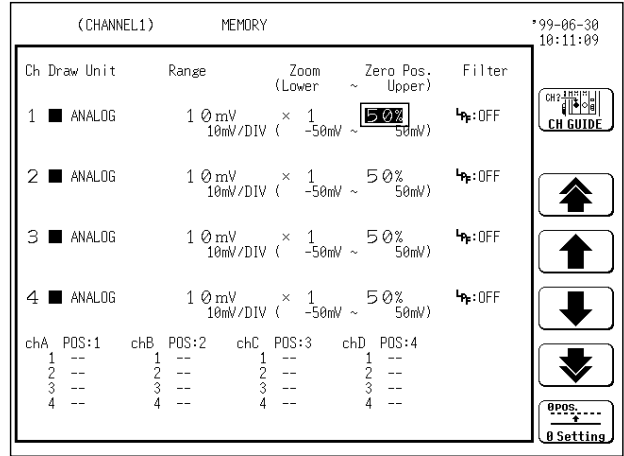 (CHANNEL1) MEMORY '99-06-30
10:11:09
Ch Draw Unit Range Zoom Zero Pos. Filter
(Lower ~ Upper)
1 ■ ANALOG 10mV × 1 50% LPF:OFF
10mV/DIV ( -50mV ~ 50mV)
2 ■ ANALOG 10mV × 1 50% LPF:OFF
10mV/DIV ( -50mV ~ 50mV)
3 ■ ANALOG 10mV × 1 50% LPF:OFF
10mV/DIV ( -50mV ~ 50mV)
4 ■ ANALOG 10mV × 1 50% LPF:OFF
10mV/DIV ( -50mV ~ 50mV)
chA POS:1 chB POS:2 chC POS:3 chD POS:4
1 -- 1 -- 1 -- 1 --
2 -- 2 -- 2 -- 2 --
3 -- 3 -- 3 -- 3 --
4 -- 4 -- 4 -- 4 --
CH2
CH GUIDE
0POS.
0 Setting